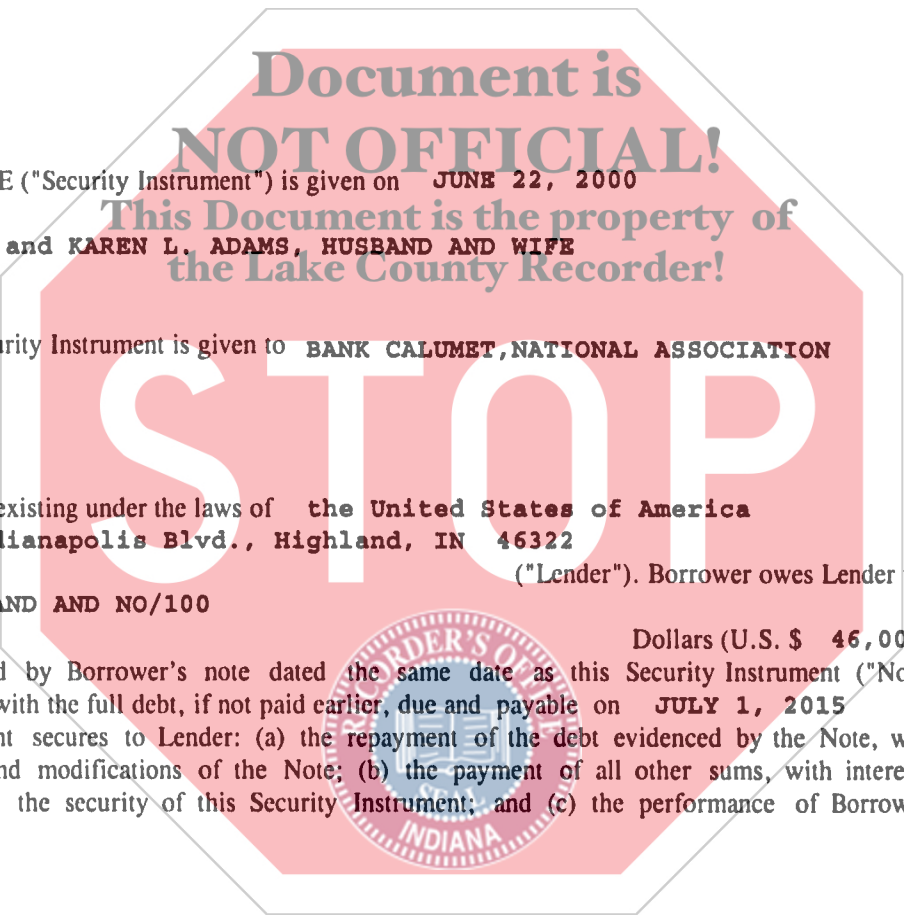 Document is
NOT OFFICIAL!
E ("Security Instrument") is given on JUNE 22, 2000
This Document is the property of
and KAREN L. ADAMS, HUSBAND AND WIFE
the Lake County Recorder!
urity Instrument is given to BANK CALUMET,NATIONAL ASSOCIATION
STOP
existing under the laws of the United States of America
dianapolis Blvd., Highland, IN 46322
("Lender"). Borrower owes Lender
AND AND NO/100
Dollars (U.S. $ 46,00
d by Borrower's note dated the same date as this Security Instrument ("No
with the full debt, if not paid earlier, due and payable on JULY 1, 2015
nt secures to Lender: (a) the repayment of the debt evidenced by the Note, w
nd modifications of the Note; (b) the payment of all other sums, with intere
the security of this Security Instrument; and (c) the performance of Borrow
RECORDER'S OFFICE
SEAL
INDIANA